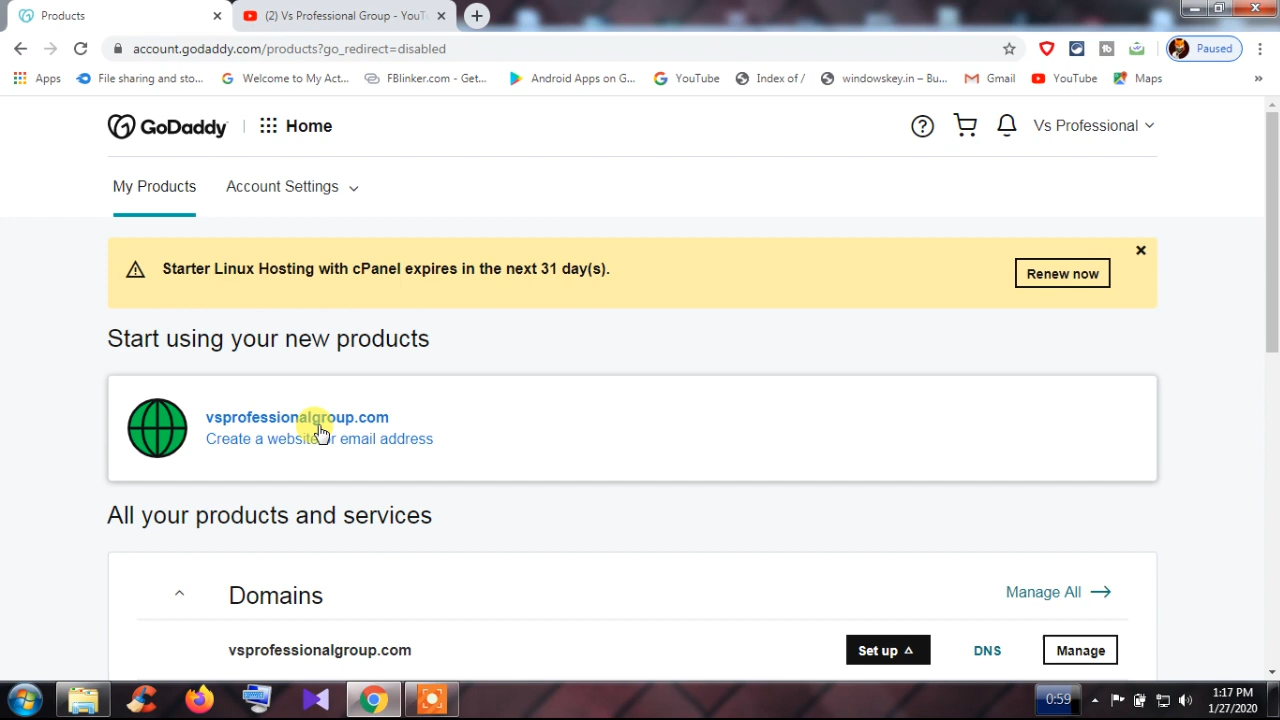 Products
(2) Vs Professional Group - YouT
account.godaddy.com/products?go_redirect=disabled
Paused
Apps
File sharing and sto...
Welcome to My Act...
FBlinker.com - Get...
Android Apps on G...
YouTube
Index of /
windowskey.in – Bu...
Gmail
YouTube
Maps
»
GoDaddy
Home
Vs Professional
My Products
Account Settings
Starter Linux Hosting with cPanel expires in the next 31 day(s).
Renew now
Start using your new products
vsprofessionalgroup.com
Create a website or email address
All your products and services
Domains
Manage All
vsprofessionalgroup.com
Set up
DNS
Manage
0:59
1:17 PM
1/27/2020